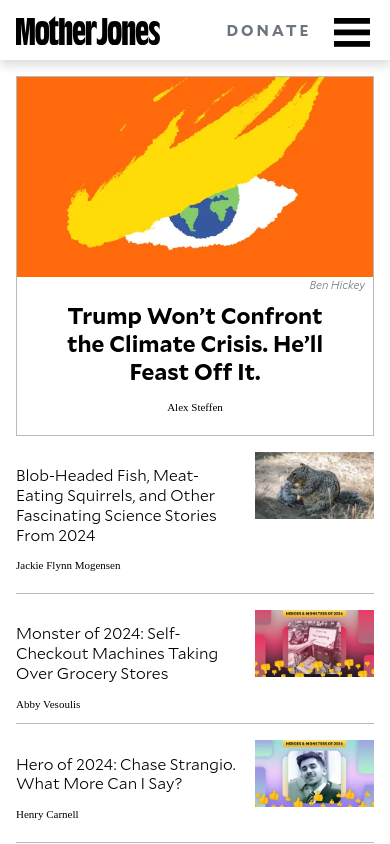 Mother Jones
DONATE
Ben Hickey
Trump Won’t Confront
the Climate Crisis. He’ll
Feast Off It.
Alex Steffen
Blob-Headed Fish, Meat-
Eating Squirrels, and Other
Fascinating Science Stories
From 2024
Jackie Flynn Mogensen
Monster of 2024: Self-
Checkout Machines Taking
Over Grocery Stores
Abby Vesoulis
HEROES & MONSTERS OF 2024
Hero of 2024: Chase Strangio.
What More Can I Say?
Henry Carnell
HEROES & MONSTERS OF 2024